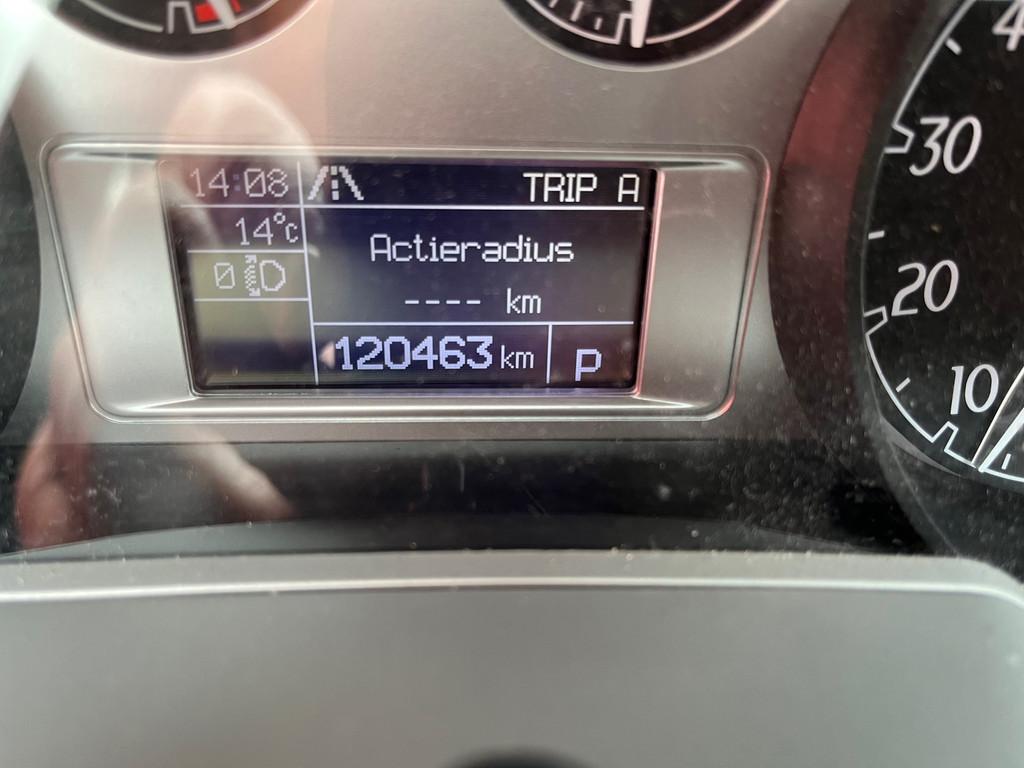 14:08 TRIP A
14°C
Actieradius
0
---- km
120463 km P
30
20
10